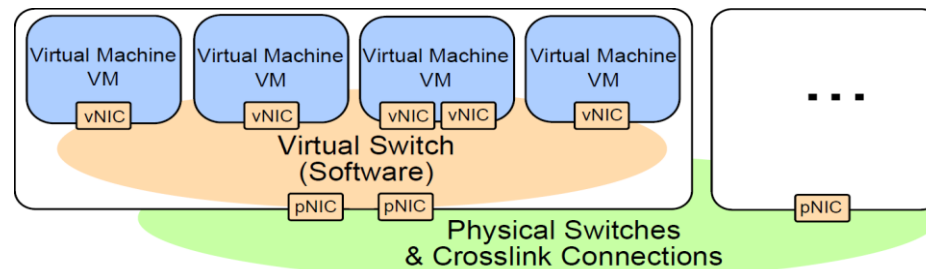 Virtual Machine
VM
vNIC
Virtual Machine
VM
vNIC
Virtual Machine
VM
vNIC
vNIC
Virtual Machine
VM
vNIC
...
Virtual Switch
(Software)
pNIC
pNIC
pNIC
Physical Switches
& Crosslink Connections